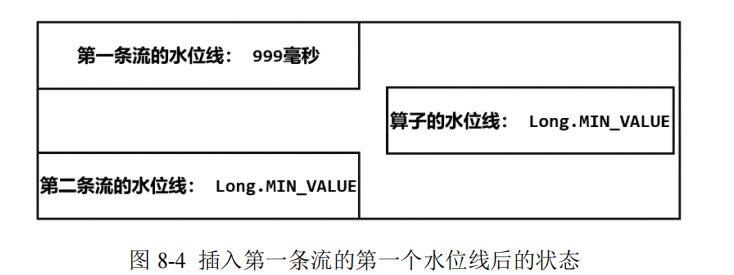 第一条流的水位线： 999毫秒
算子的水位线： Long.MIN_VALUE
第二条流的水位线： Long.MIN_VALUE
图 8-4 插入第一条流的第一个水位线后的状态